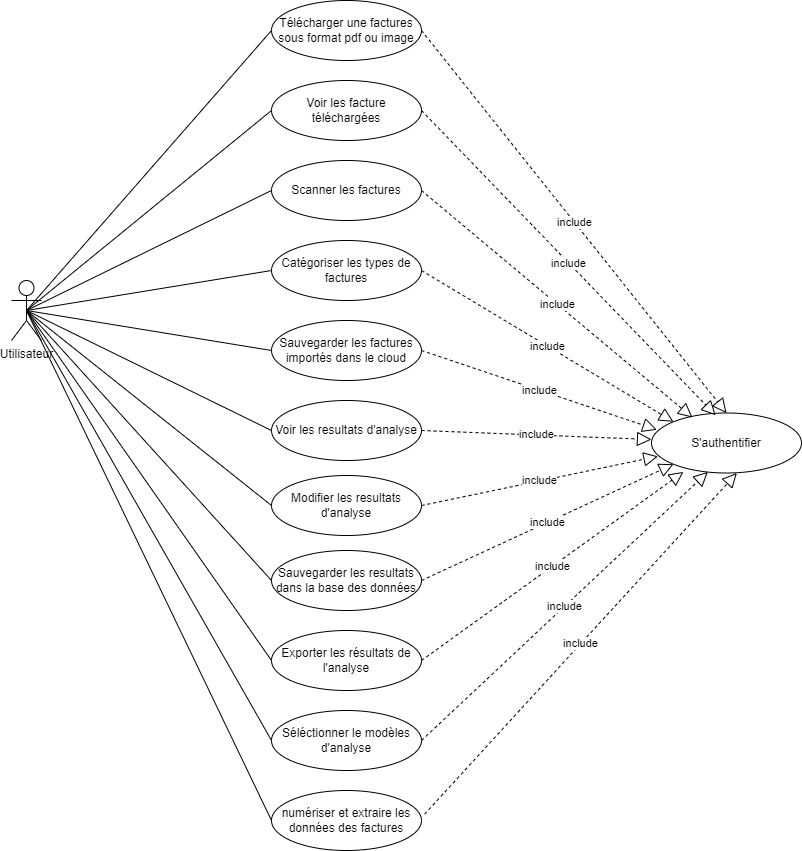 Télécharger une factures
sous format pdf ou image
Voir les facture
téléchargées
Scanner les factures
include
include
Catégoriser les types de
factures
include
Utilisateur
Sauvegarder les factures
importés dans le cloud
include
include
Voir les resultats d'analyse
include
S'authentifier
Modifier les resultats
d'analyse
include
Sauvegarder les resultats
dans la base des données
include
include
Exporter les résultats de
l'analyse
include
Séléctionner le modèles
d'analyse
include
numériser et extraire les
données des factures